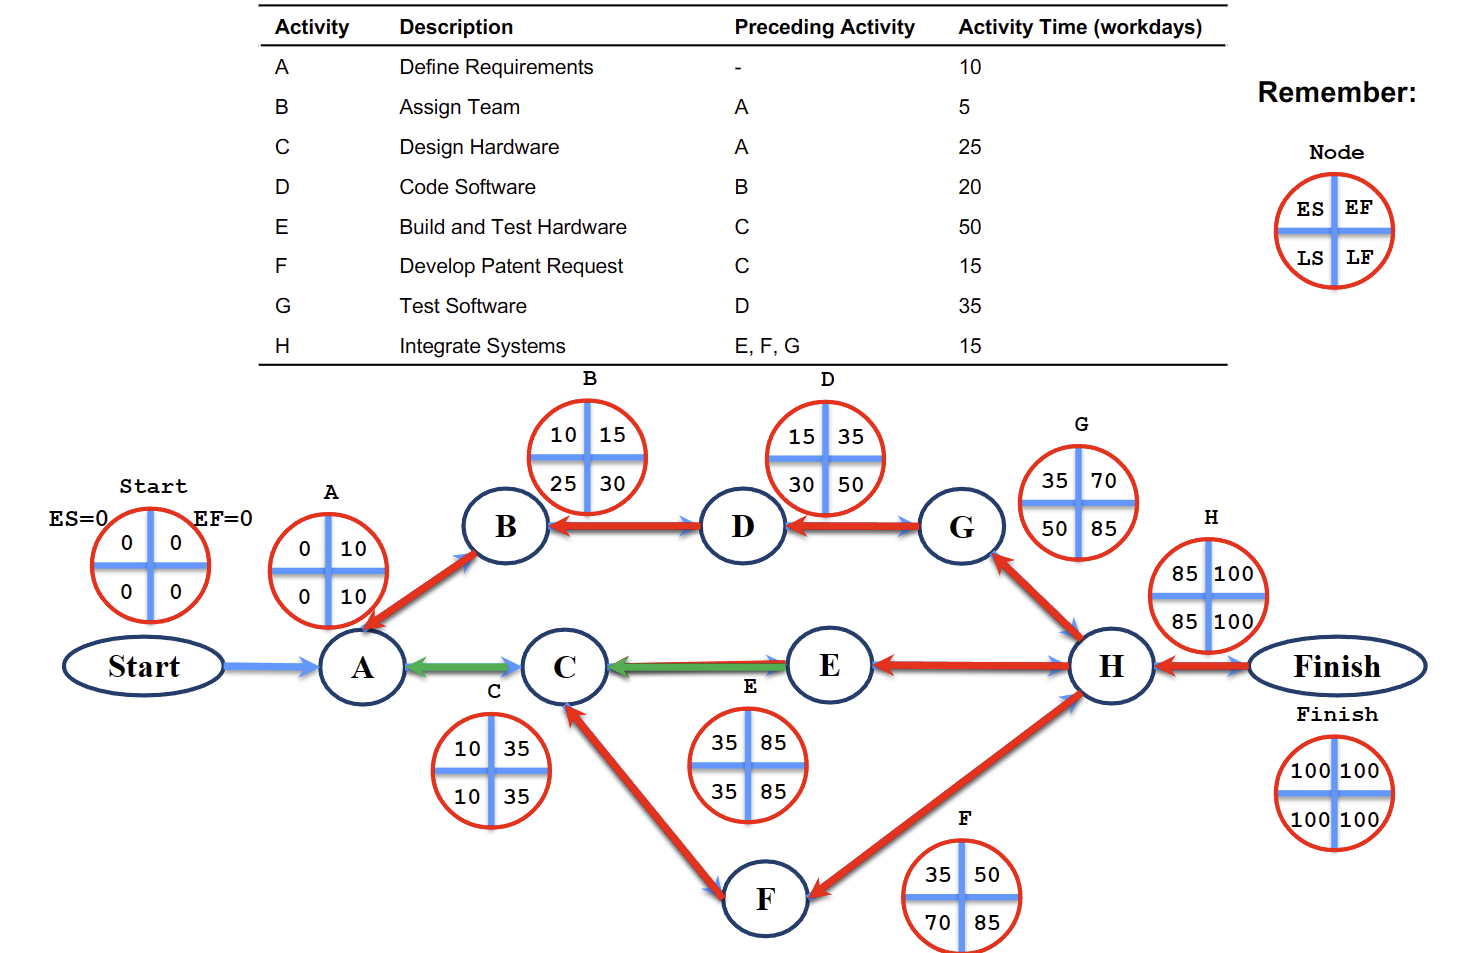 Activity Description Preceding Activity Activity Time (workdays)
A Define Requirements - 10
B Assign Team A 5
C Design Hardware A 25
D Code Software B 20
E Build and Test Hardware C 50
F Develop Patent Request C 15
G Test Software D 35
H Integrate Systems E, F, G 15
Remember:
Node
ES EF
LS LF
B
10 15
25 30
D
15 35
30 50
G
35 70
50 85
Start
ES=0 EF=0
0 0
0 0
A
0 10
0 10
H
85 100
85 100
B D G
Start A C E H Finish
C
10 35
10 35
E
35 85
35 85
Finish
100 100
100 100
F
F
35 50
70 85